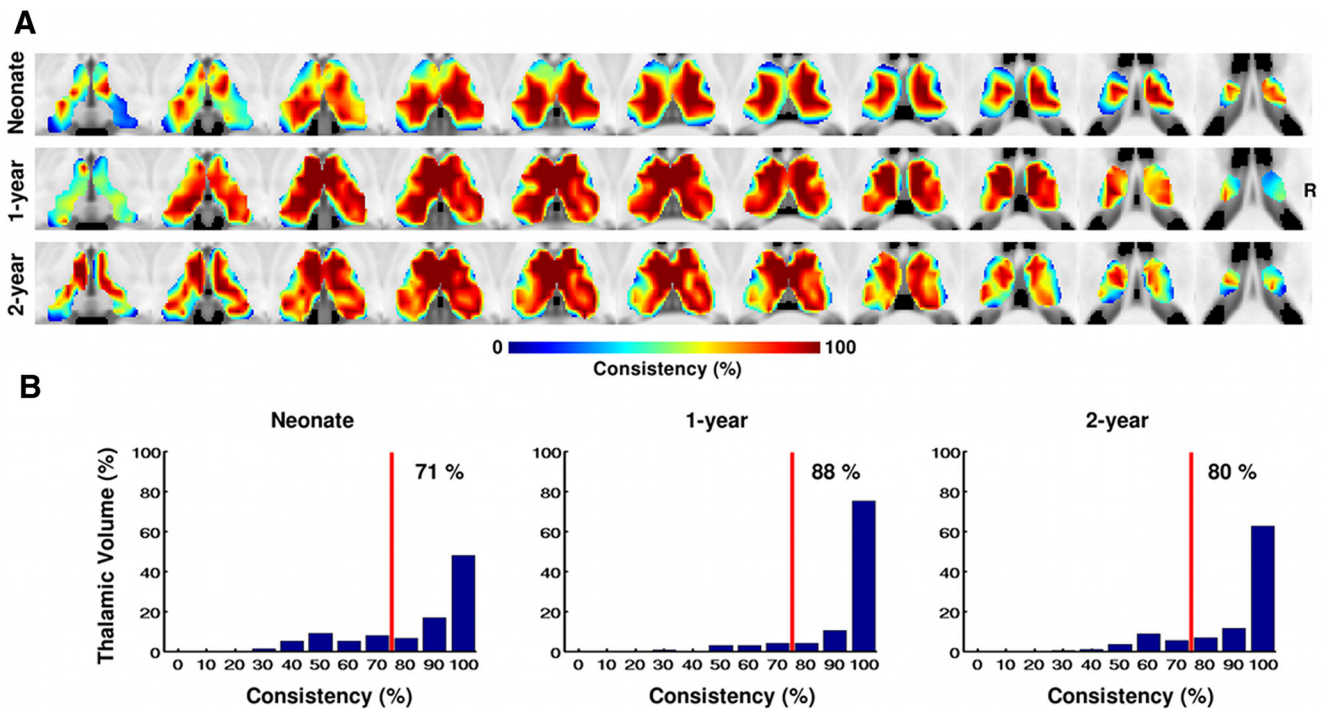 A
Neonate
1-year
R
2-year
0 100
Consistency (%)
B
Neonate 1-year 2-year
Thalamic Volume (%)
100
80
60
40
20
0
71 %
0 10 20 30 40 50 60 70 80 90 100
Consistency (%)
100
80
60
40
20
0
88 %
0 10 20 30 40 50 60 70 80 90 100
Consistency (%)
100
80
60
40
20
0
80 %
0 10 20 30 40 50 60 70 80 90 100
Consistency (%)